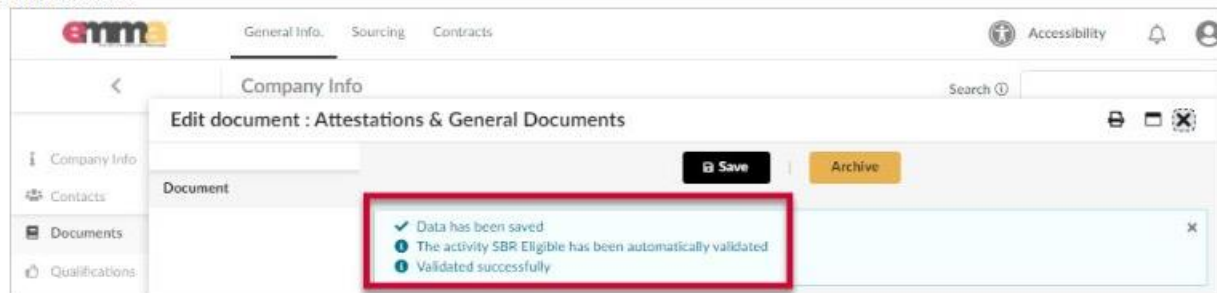 emma
General Info. Sourcing Contracts Accessibility
Company Info Search
Edit document : Attestations & General Documents
Company Info
Save Archive
Contacts
Document
Documents
Data has been saved
The activity SBR Eligible has been automatically validated
Validated successfully
Qualifications